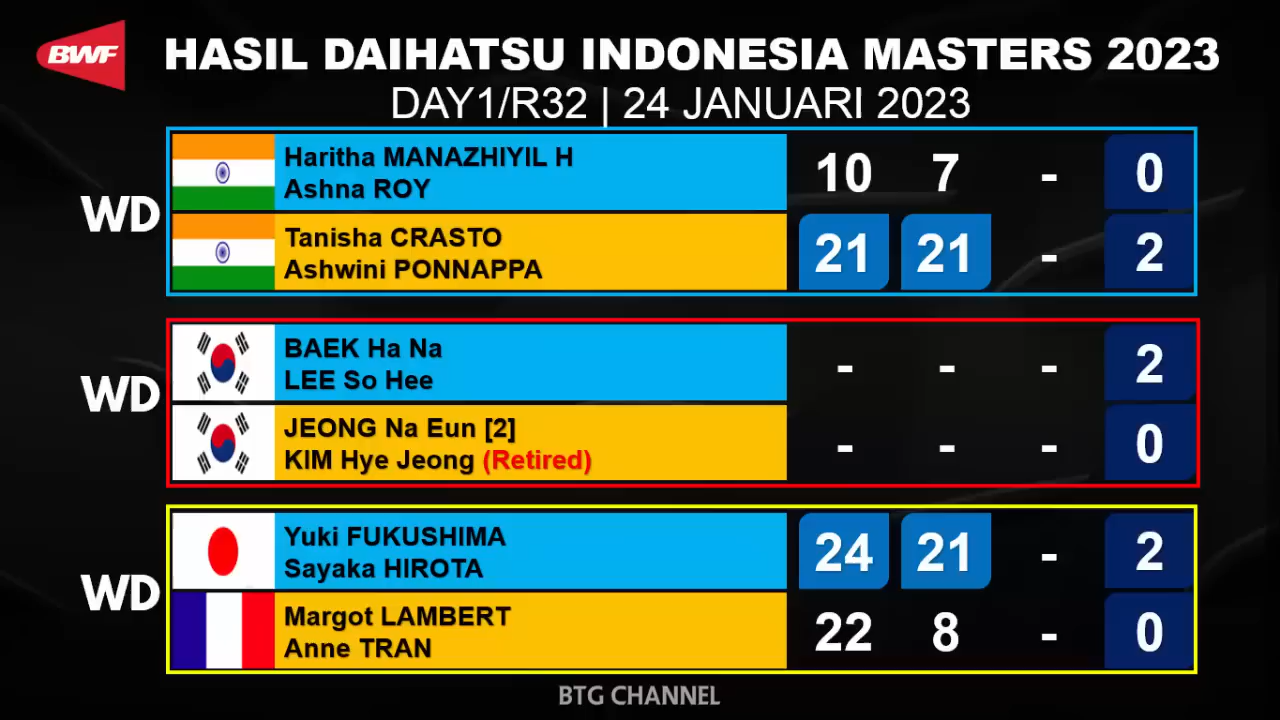 BWF
HASIL DAIHATSU INDONESIA MASTERS 2023
DAY1/R32 | 24 JANUARI 2023
WD
Haritha MANAZHIYIL H
Ashna ROY
10 7 - 0
Tanisha CRASTO
Ashwini PONNAPPA
21 21 - 2
WD
BAEK Ha Na
LEE So Hee
- - - 2
JEONG Na Eun [2]
KIM Hye Jeong (Retired)
- - - 0
WD
Yuki FUKUSHIMA
Sayaka HIROTA
24 21 - 2
Margot LAMBERT
Anne TRAN
22 8 - 0
BTG CHANNEL